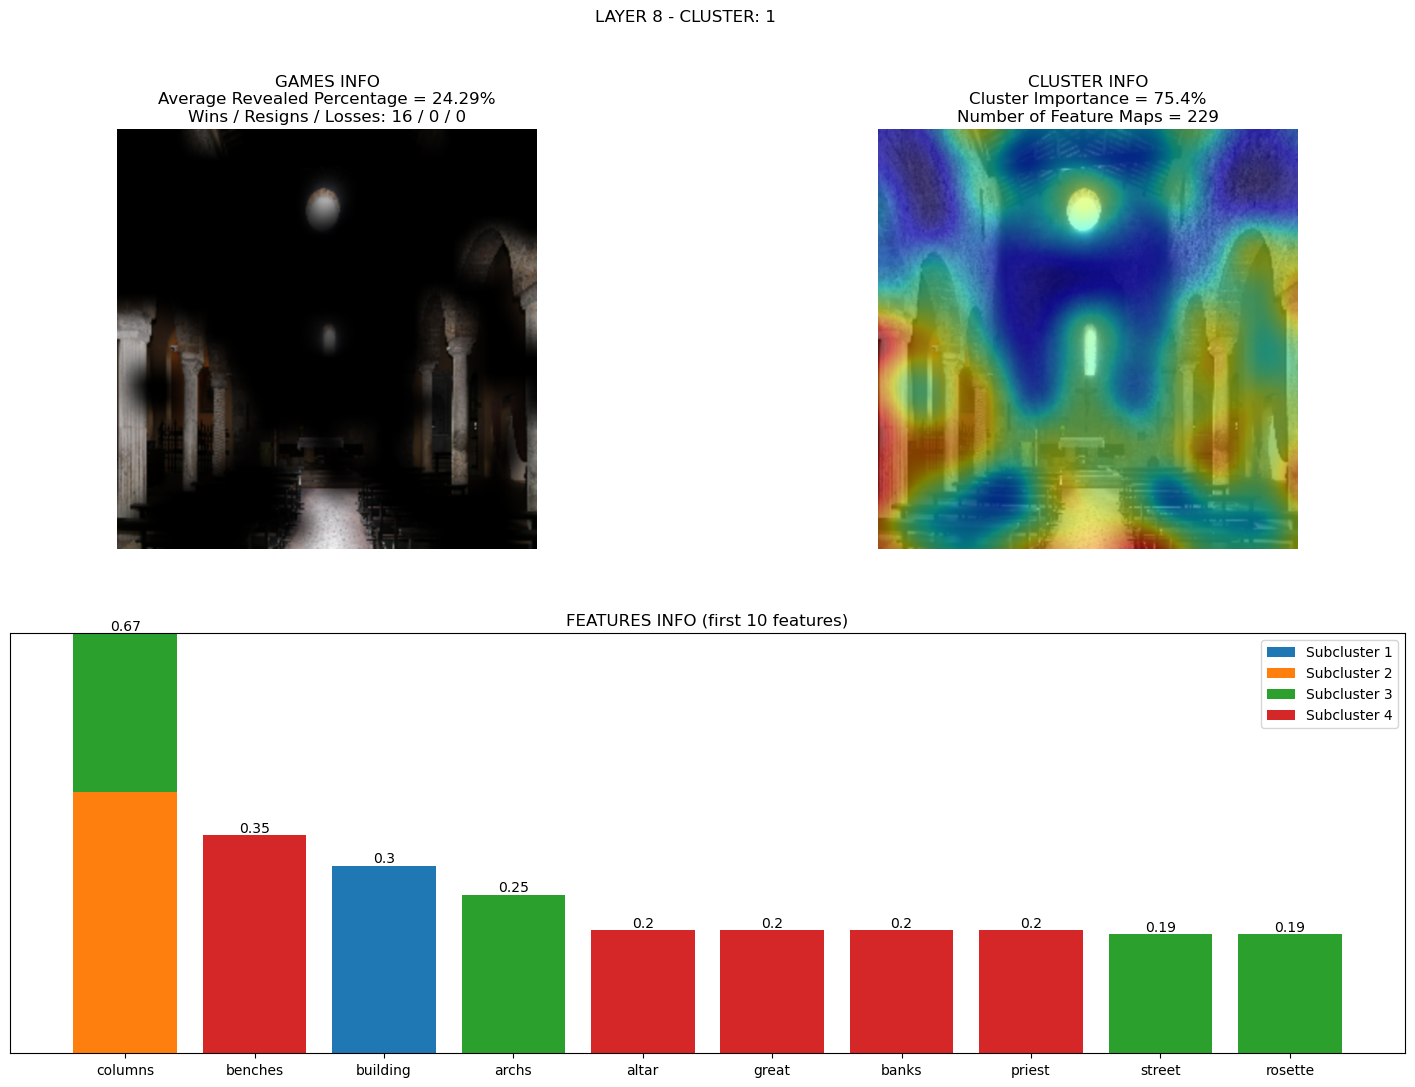 LAYER 8 - CLUSTER: 1
GAMES INFO
Average Revealed Percentage = 24.29%
Wins / Resigns / Losses: 16 / 0 / 0
CLUSTER INFO
Cluster Importance = 75.4%
Number of Feature Maps = 229
FEATURES INFO (first 10 features)
0.67
0.35
0.3
0.25
0.2
0.2
0.2
0.2
0.19
0.19
Subcluster 1
Subcluster 2
Subcluster 3
Subcluster 4
columns
benches
building
archs
altar
great
banks
priest
street
rosette